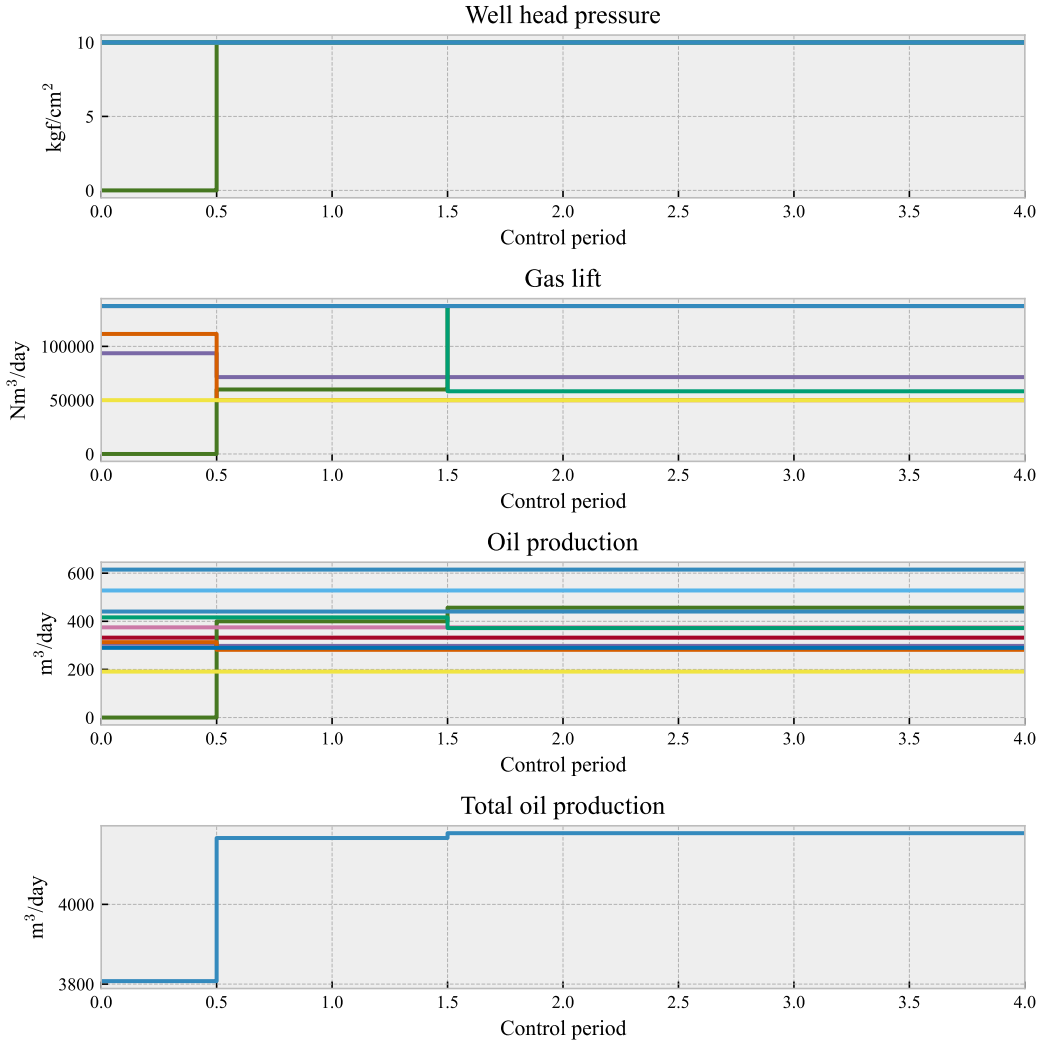 Well head pressure
kgf/cm²
10
5
0
0.0 0.5 1.0 1.5 2.0 2.5 3.0 3.5 4.0
Control period
Gas lift
Nm³/day
100000
50000
0
0.0 0.5 1.0 1.5 2.0 2.5 3.0 3.5 4.0
Control period
Oil production
m³/day
600
400
200
0
0.0 0.5 1.0 1.5 2.0 2.5 3.0 3.5 4.0
Control period
Total oil production
m³/day
4000
3800
0.0 0.5 1.0 1.5 2.0 2.5 3.0 3.5 4.0
Control period